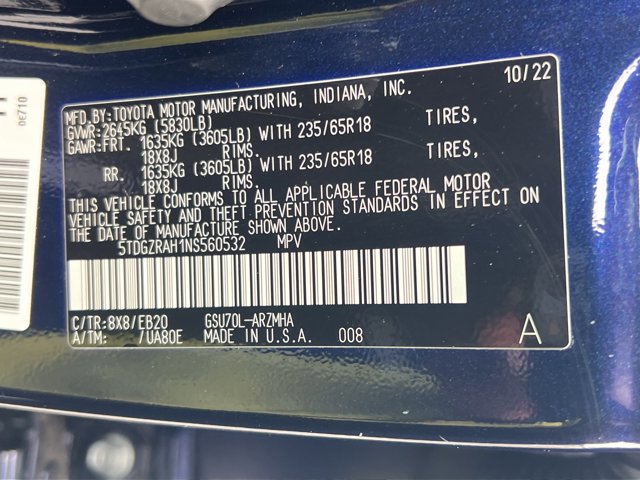 10/22
MFD.BY:TOYOTA MOTOR MANUFACTURING, INDIANA, INC.
GVWR:2645KG (5830LB)
GAWR:FRT. 1635KG (3605LB) WITH 235/65R18 TIRES,
18X8J RIMS.
RR. 1635KG (3605LB) WITH 235/65R18 TIRES,
18X8J RIMS.
THIS VEHICLE CONFORMS TO ALL APPLICABLE FEDERAL MOTOR
VEHICLE SAFETY AND THEFT PREVENTION STANDARDS IN EFFECT ON
THE DATE OF MANUFACTURE SHOWN ABOVE.
5TDGZRAH1NS560532 MPV
C/TR:8X8/EB20 GSU70L-ARZMHA
A/TM: /UA80E MADE IN U.S.A. 008 A
0E710